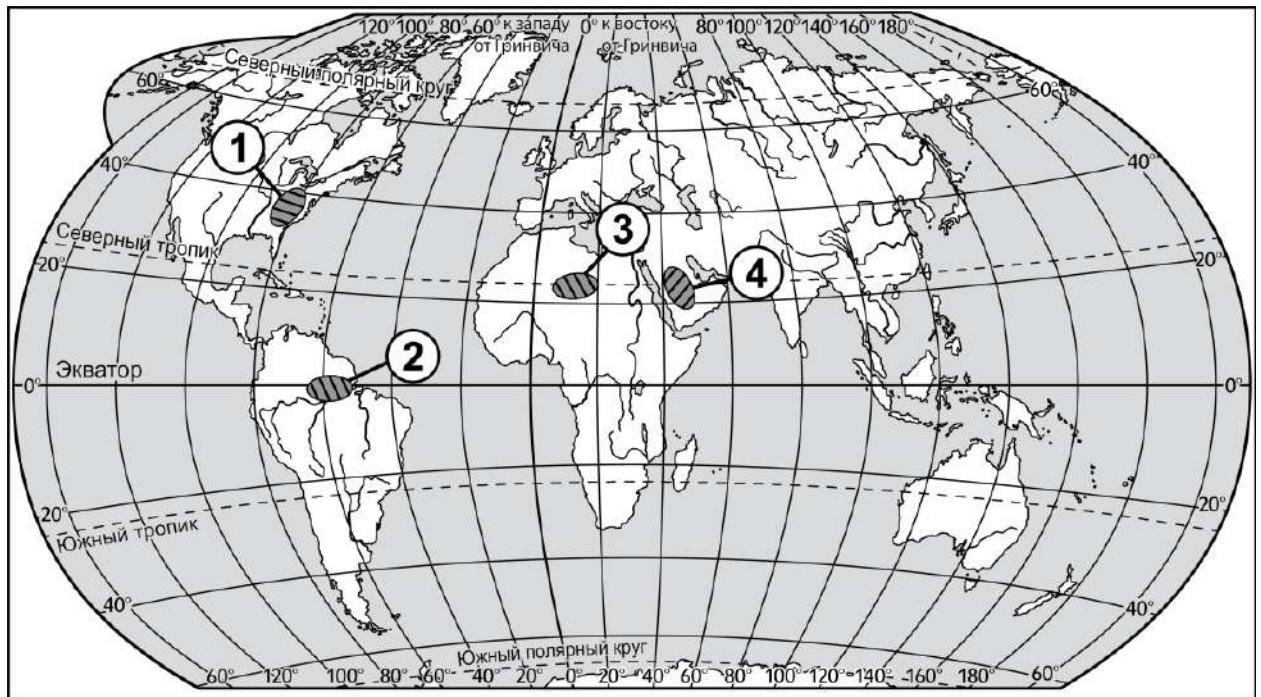 120° 100° 80° 60° к западу 0° к востоку 80° 120° 140° 160° 180°
от Гринвича от Гринвича
60° Северный полярный круг 60°
1
40° 40°
3
Северный тропик
20° 4 20°
2
Экватор
0° 0°
20° 20°
Южный тропик
40° 40°
Южный полярный круг
60° 120° 100° 80° 60° 40° 20° 0° 20° 40° 60° 80° 100° 120° 140° 160° 180° 60°